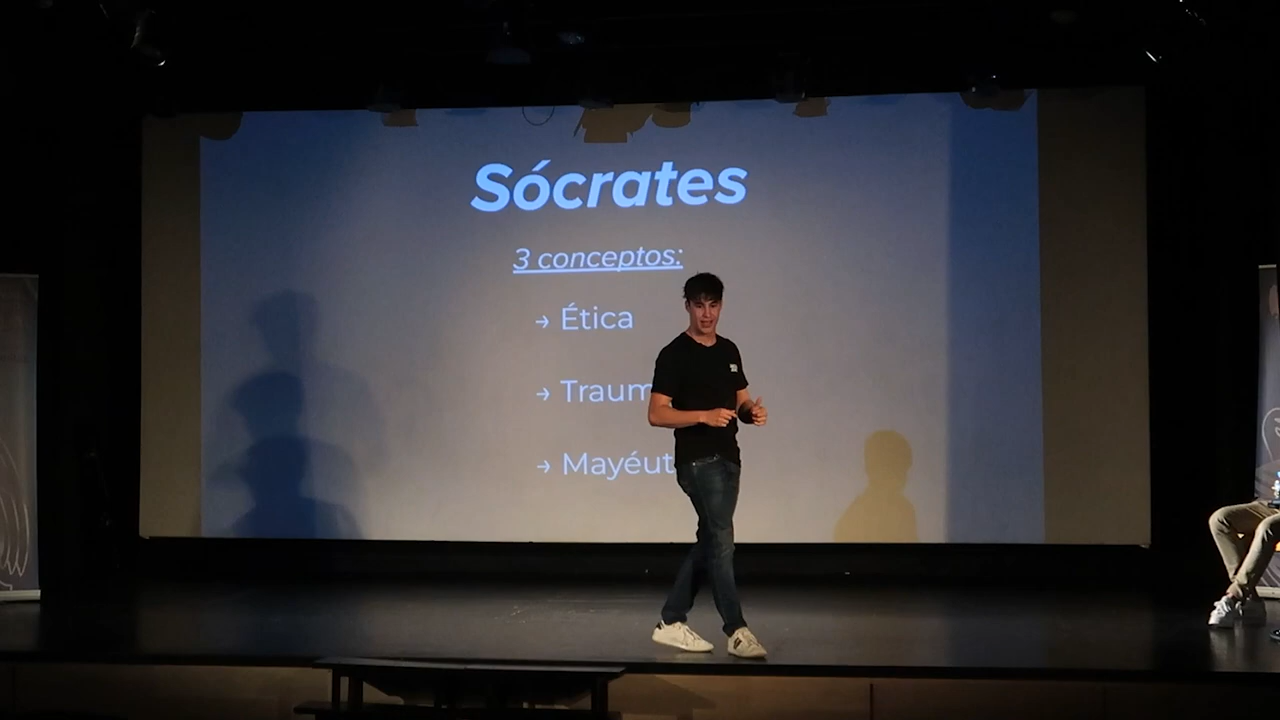 Sócrates
3 conceptos:
→ Ética
→ Traum
→ Mayéut